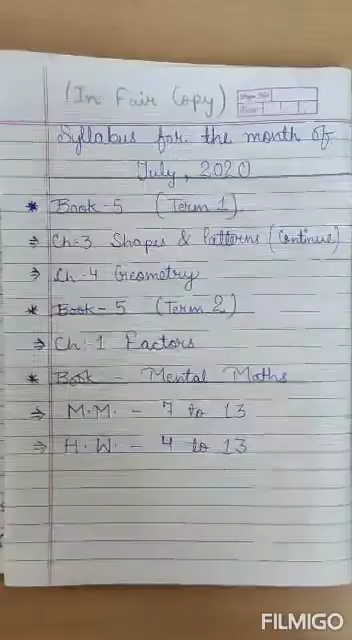 (In Fair Copy)
Syllabus for the month of
July, 2020
* Book-5 (Term 1)
⇒ Ch-3 Shapes & Patterns (Continue)
⇒ Ch-4 Geometry
* Book-5 (Term 2)
⇒ Ch-1 Factors
* Book - Mental Maths
⇒ M.M. - 7 to 13
⇒ H.W. - 4 to 13
FILMIGO